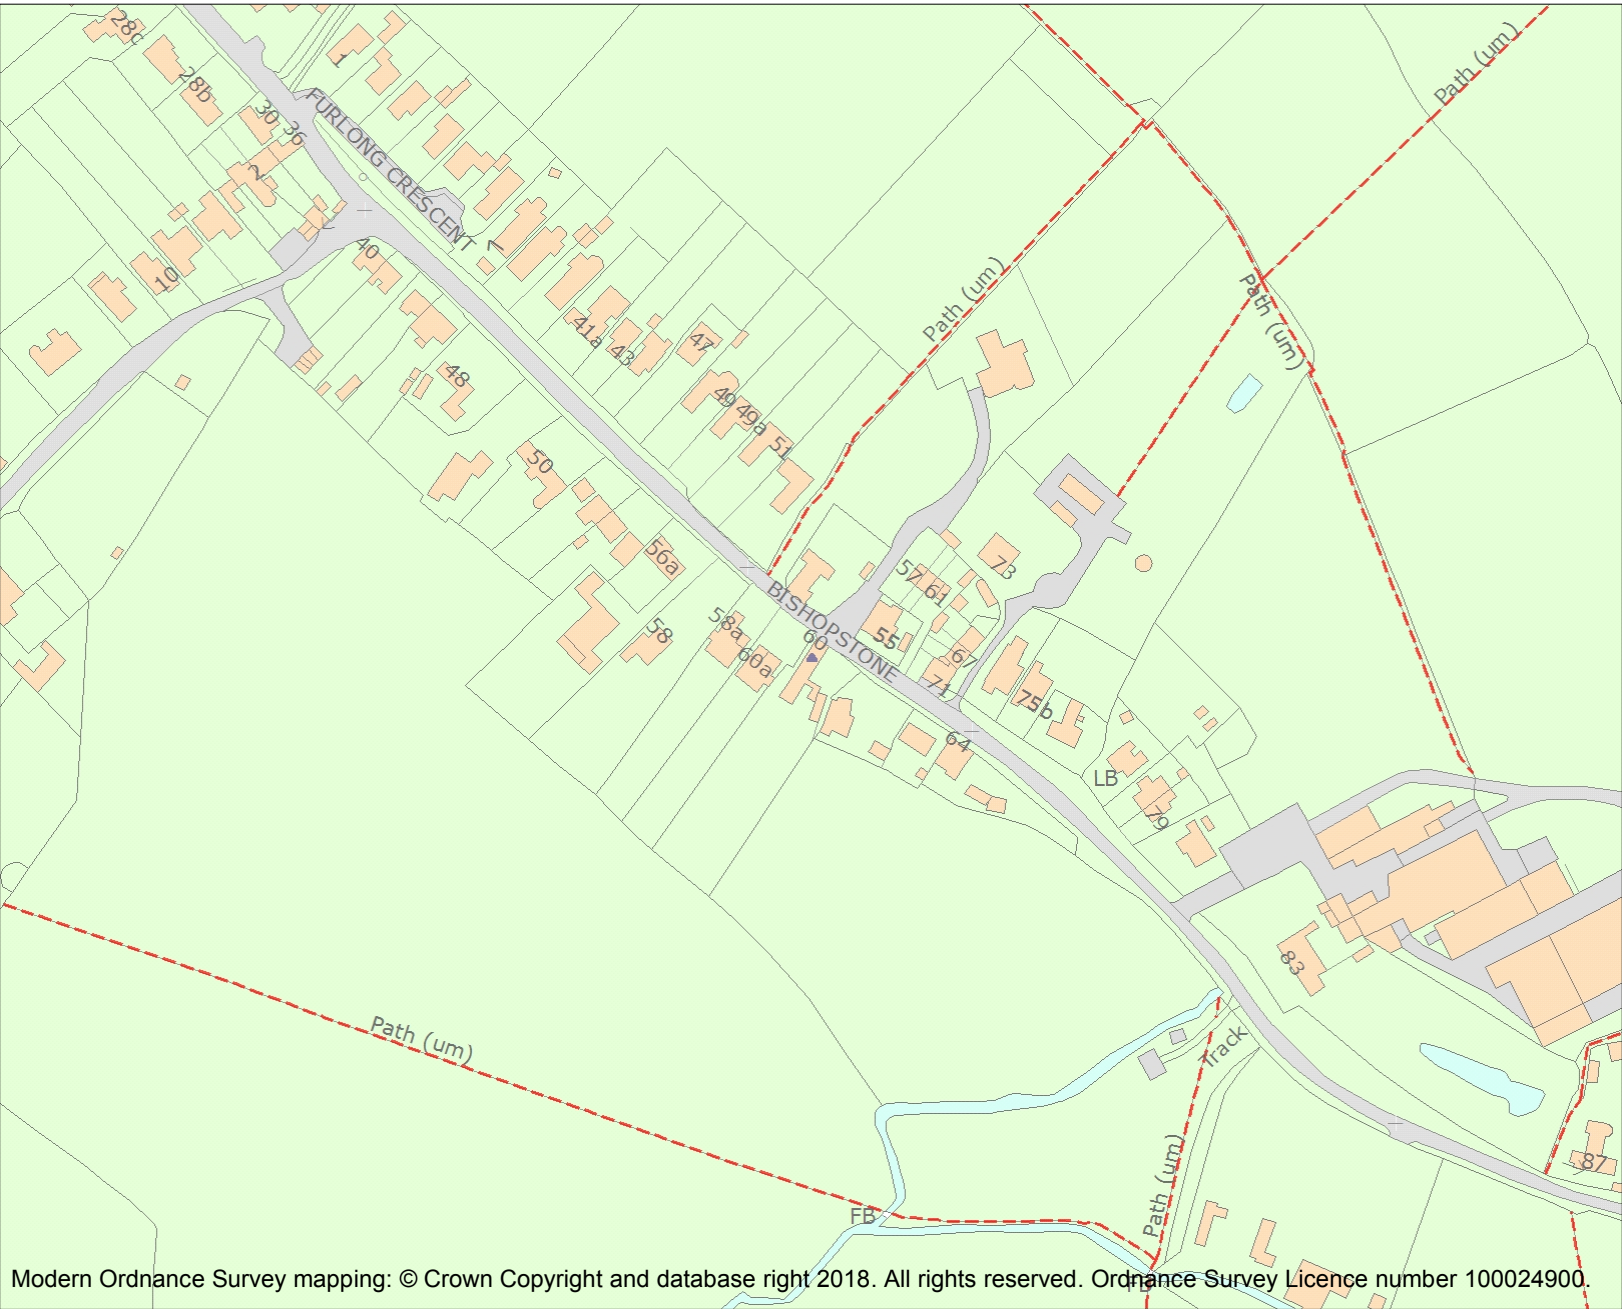 28c
28b
1
30
36
FURLONG CRESCENT
2
7
40
10
41a
43
47
48
49
49a
51
50
56a
58
58a
60a
60
BISHOPSTONE
55
57
61
73
67
71
75b
64
LB
79
83
87
Path (um)
Path (um)
Path (um)
Path (um)
Track
Path (um)
FB
FB
Modern Ordnance Survey mapping: © Crown Copyright and database right 2018. All rights reserved. Ordnance Survey Licence number 100024900.